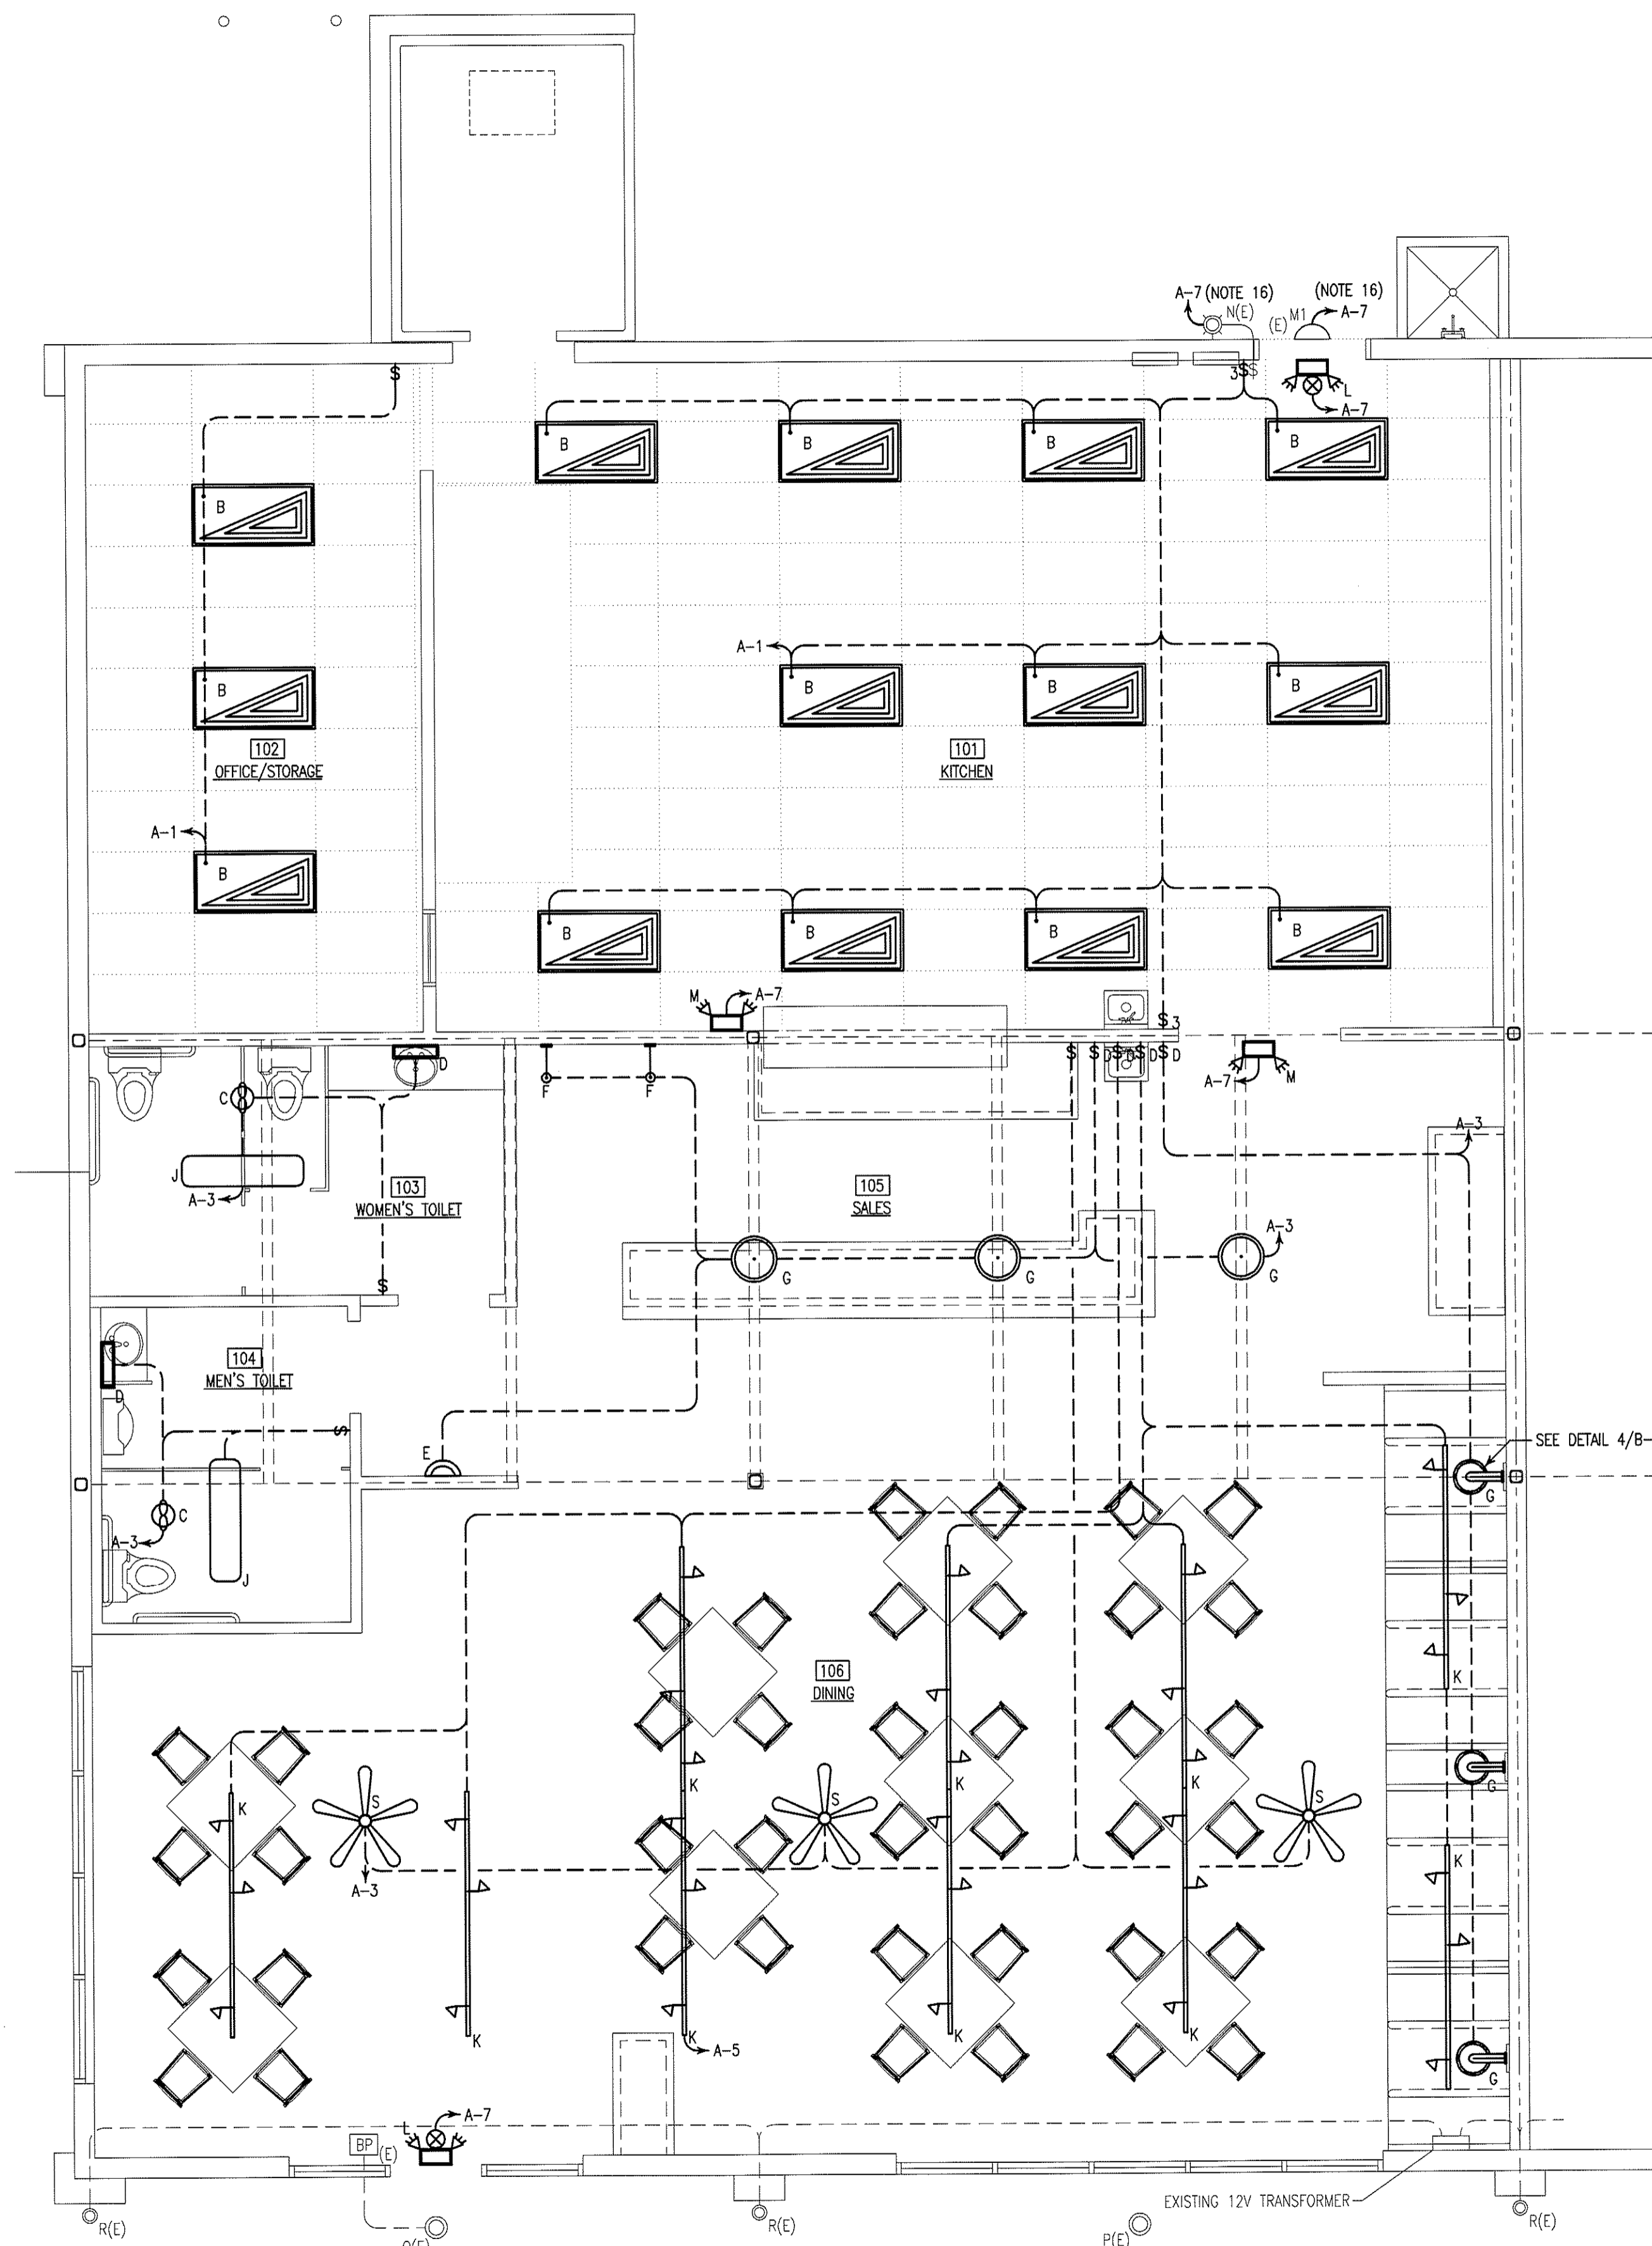 A-7 (NOTE 16)
(NOTE 16)
N(E)
(E)
M1
A-7
S
3
S
S
L
A-7
B
B
B
B
B
A-1
B
B
B
B
102
OFFICE/STORAGE
101
KITCHEN
A-1
B
B
B
B
B
M
A-7
S
3
D
S
S
D
S
D
S
D
S
D
A-7
M
C
F
F
A-3
J
A-3
103
WOMEN'S TOILET
105
SALES
A-3
S
G
G
G
104
MEN'S TOILET
D
S
E
SEE DETAIL 4/B-
G
C
A-3
J
106
DINING
K
K
K
K
K
G
S
S
S
K
A-3
K
K
K
K
A-5
G
L
A-7
BP
(E)
EXISTING 12V TRANSFORMER
R(E)
R(E)
P(E)
R(E)